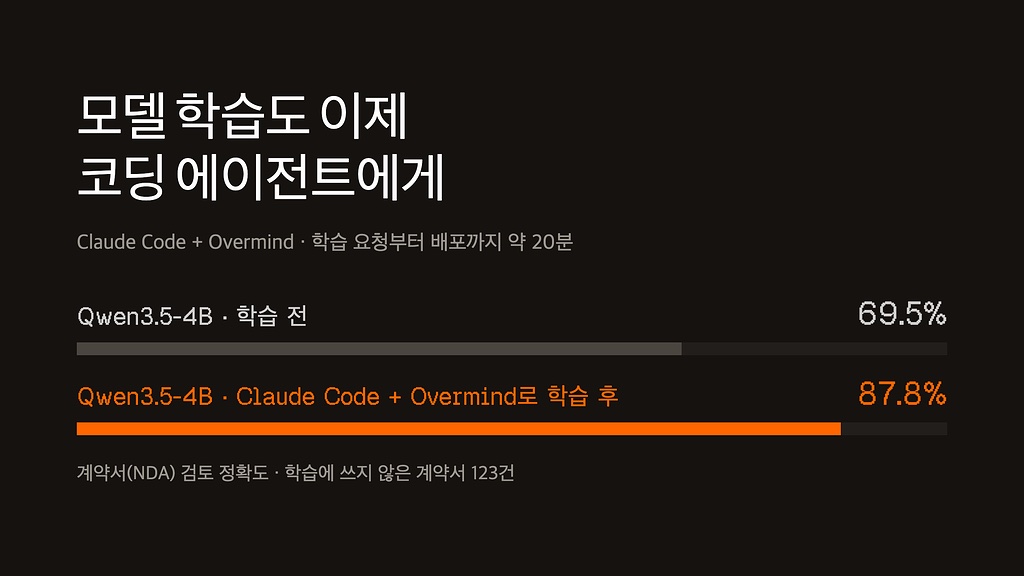 모델 학습도 이제
코딩 에이전트에게
Claude Code + Overmind · 학습 요청부터 배포까지 약 20분
Qwen3.5-4B · 학습 전
69.5%
Qwen3.5-4B · Claude Code + Overmind로 학습 후
87.8%
계약서(NDA) 검토 정확도 · 학습에 쓰지 않은 계약서 123건